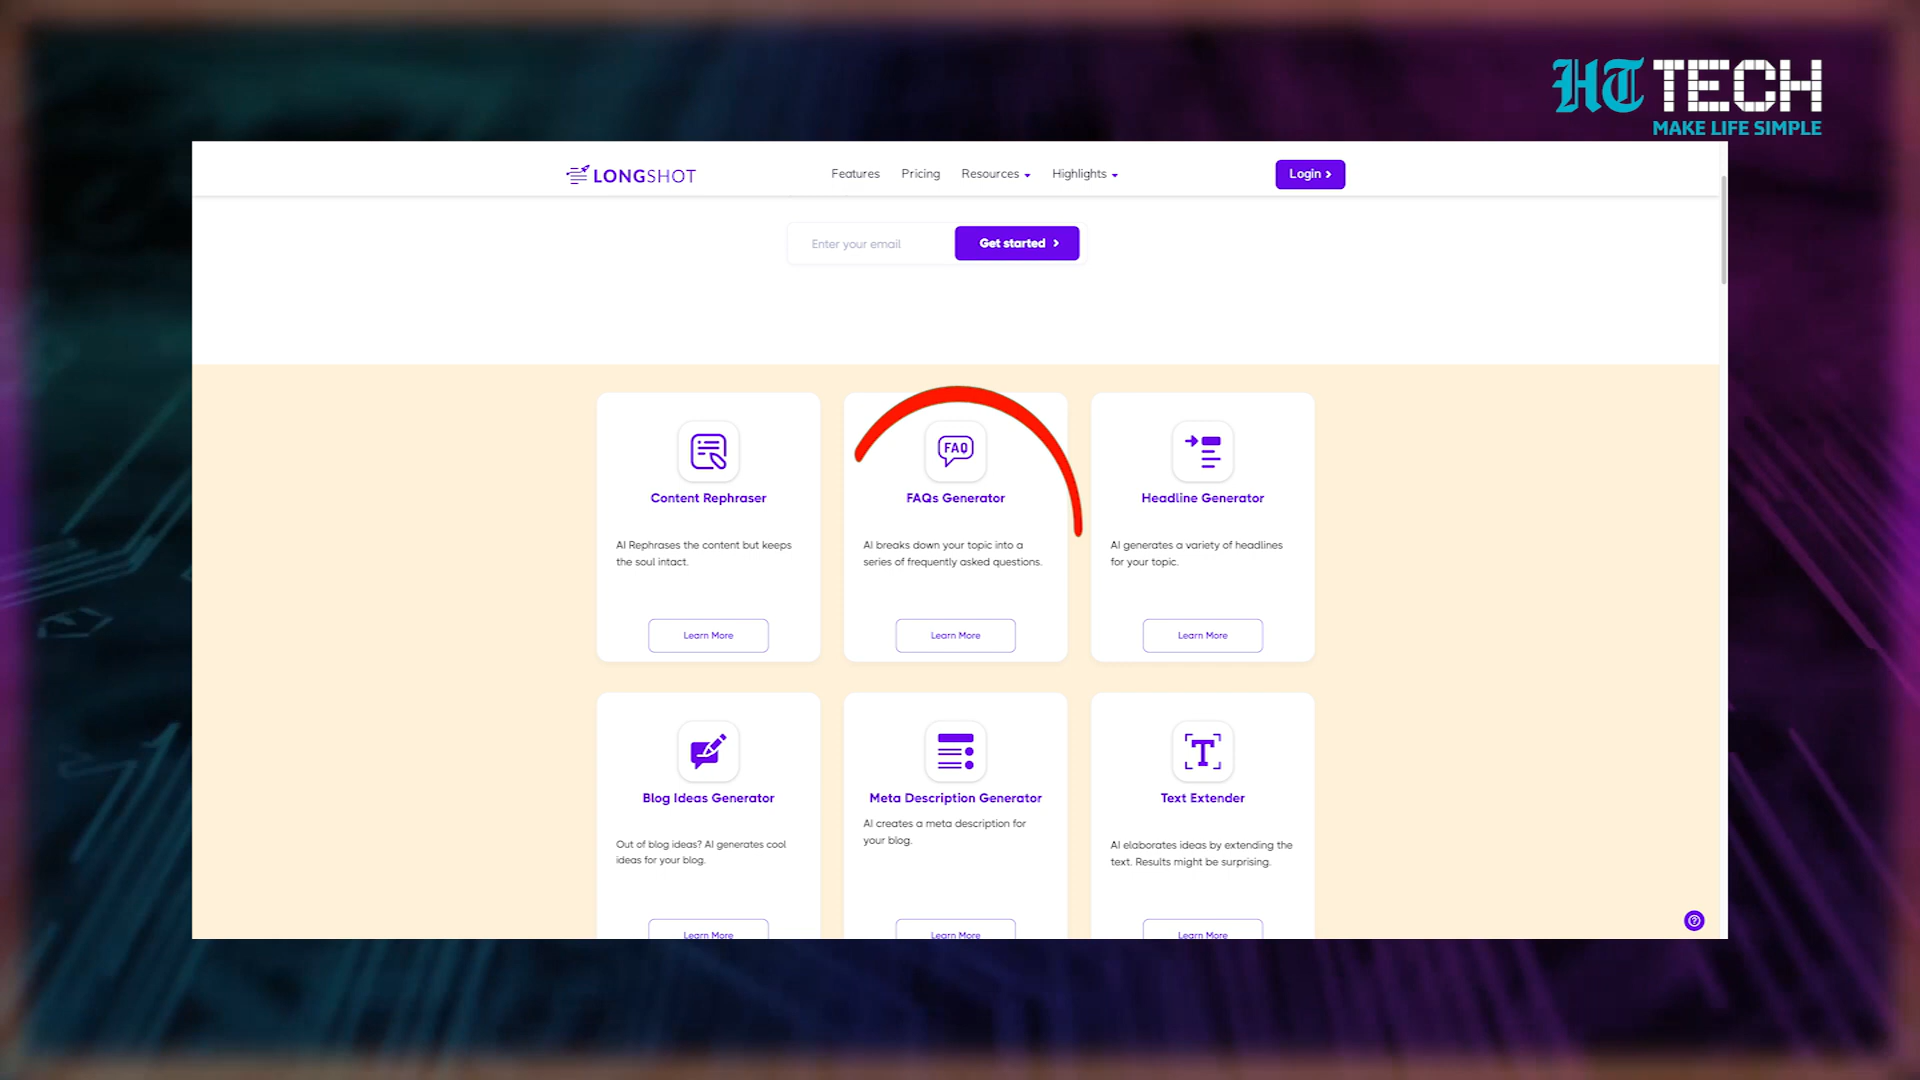 HT TECH
MAKE LIFE SIMPLE
LONGSHOT
Features
Pricing
Resources
Highlights
Login
Enter your email
Get started
FAQ
Content Rephraser
FAQs Generator
Headline Generator
AI Rephrases the content but keeps
the soul intact.
AI breaks down your topic into a
series of frequently asked questions.
AI generates a variety of headlines
for your topic.
Learn More
Learn More
Learn More
T
Blog Ideas Generator
Meta Description Generator
Text Extender
Out of blog ideas? AI generates cool
ideas for your blog.
AI creates a meta description for
your blog.
AI elaborates ideas by extending the
text. Results might be surprising.
Learn More
Learn More
Learn More